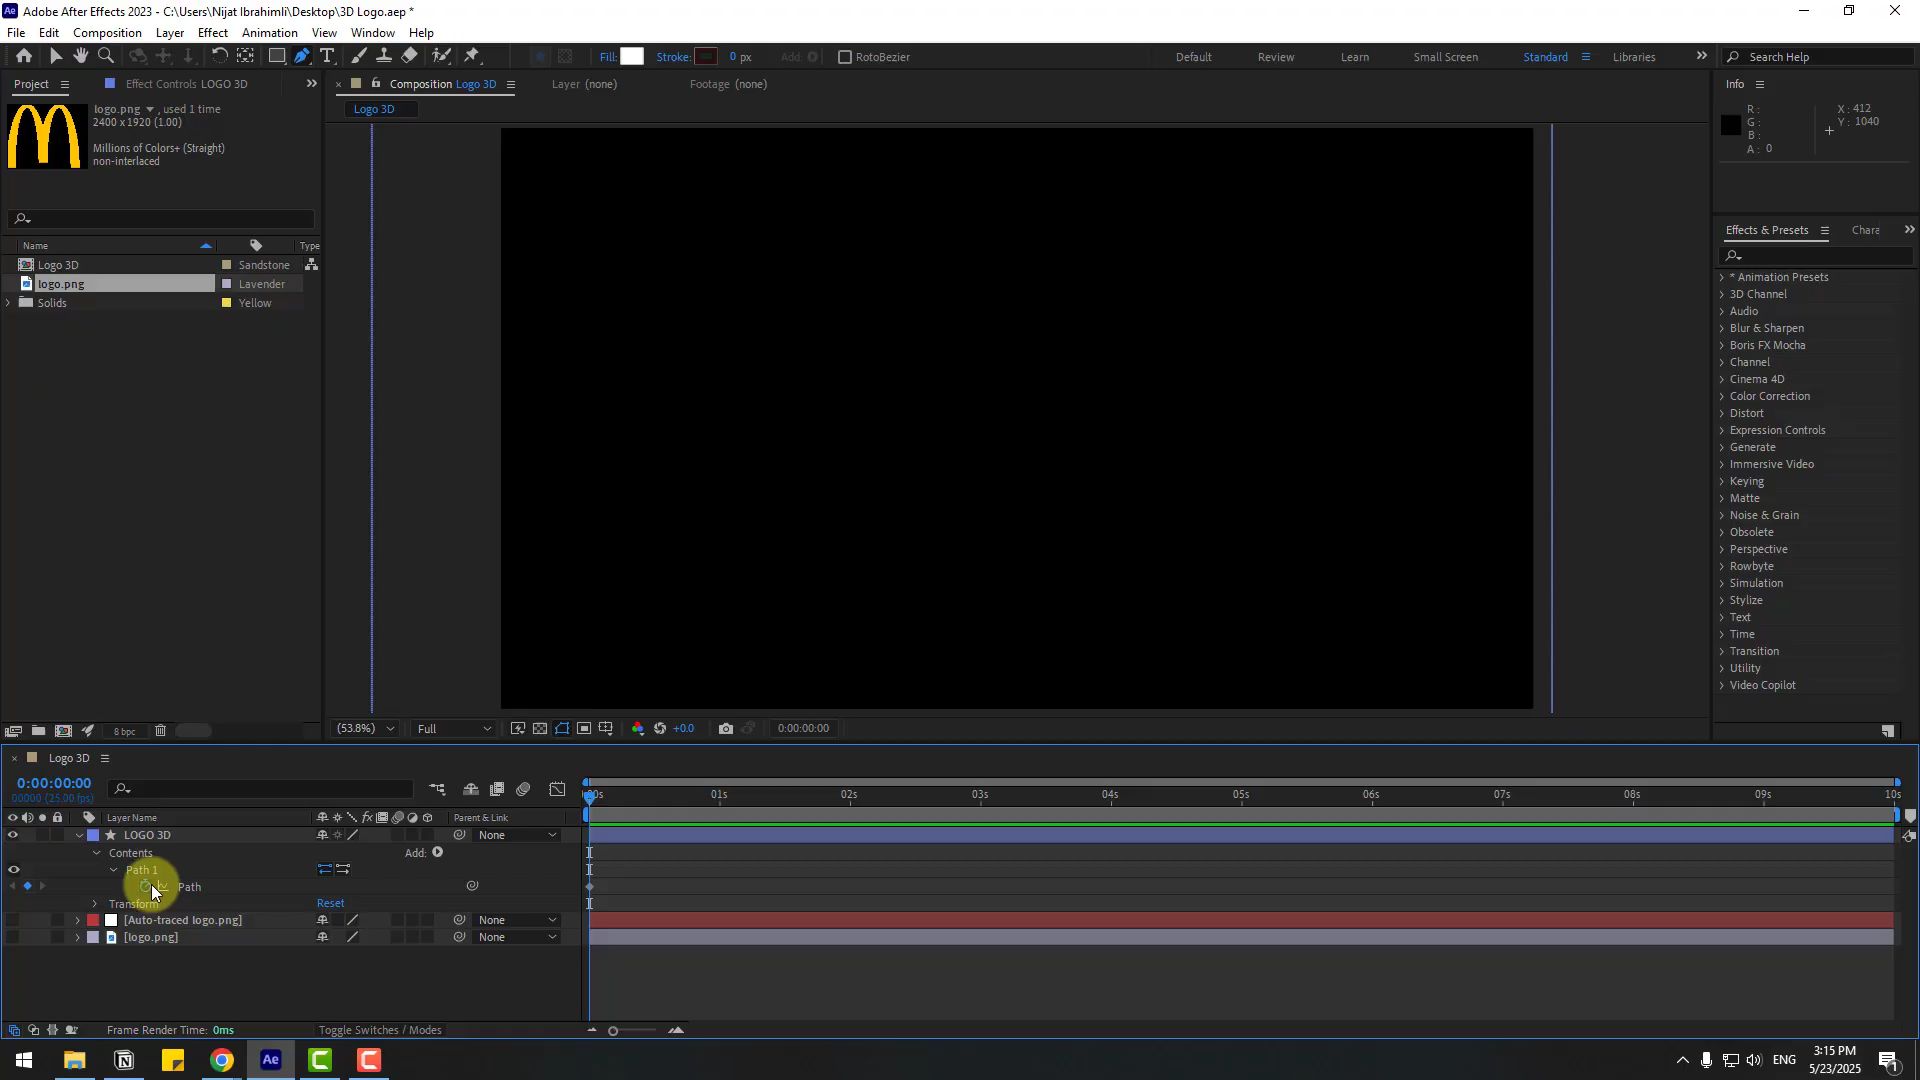 Adobe After Effects 2023 - C:\Users\Nijat Ibrahimli\Desktop\3D Logo.aep *
File Edit Composition Layer Effect Animation View Window Help
Fill: Stroke: 0 px Add: RotoBezier Default Review Learn Small Screen Standard Libraries Search Help
Project Effect Controls LOGO 3D Composition Logo 3D Layer (none) Footage (none) Info
logo.png , used 1 time
2400 x 1920 (1.00)
Millions of Colors+ (Straight)
non-interlaced
Logo 3D
R:
G:
B:
A: 0
X: 412
Y: 1040
Name Type
Logo 3D Sandstone
logo.png Lavender
Solids Yellow
Effects & Presets Chara
* Animation Presets
3D Channel
Audio
Blur & Sharpen
Boris FX Mocha
Channel
Cinema 4D
Color Correction
Distort
Expression Controls
Generate
Immersive Video
Keying
Matte
Noise & Grain
Obsolete
Perspective
Rowbyte
Simulation
Stylize
Text
Time
Transition
Utility
Video Copilot
8 bpc (53.8%) Full +0.0 0:00:00:00
Logo 3D
0:00:00:00
00000 (25.00 fps)
01s 02s 03s 04s 05s 06s 07s 08s 09s 10s
Layer Name Parent & Link
LOGO 3D None
Contents Add:
Path 1
Path
Transform Reset
[Auto-traced logo.png] None
[logo.png] None
Frame Render Time: 0ms Toggle Switches / Modes
Ae ENG 3:15 PM
5/23/2025